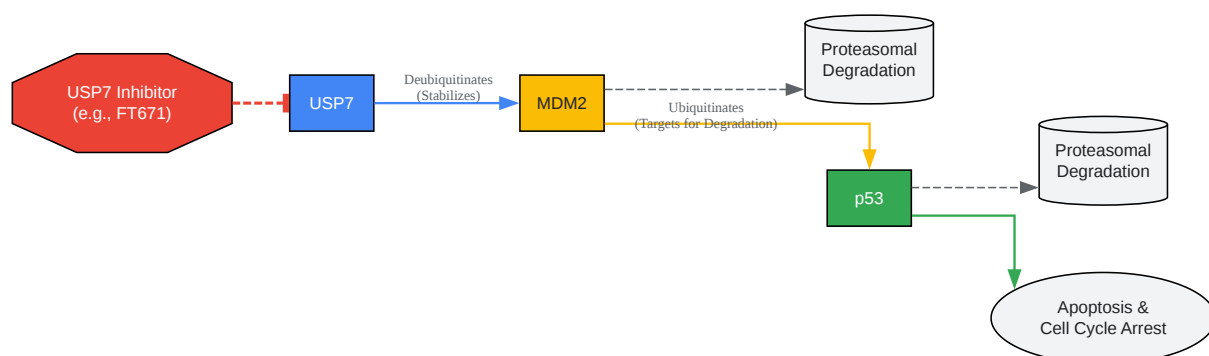 USP7 Inhibitor
(e.g., FT671)
USP7
Deubiquitinates
(Stabilizes)
MDM2
Proteasomal
Degradation
Ubiquitinates
(Targets for Degradation)
p53
Proteasomal
Degradation
Apoptosis &
Cell Cycle Arrest